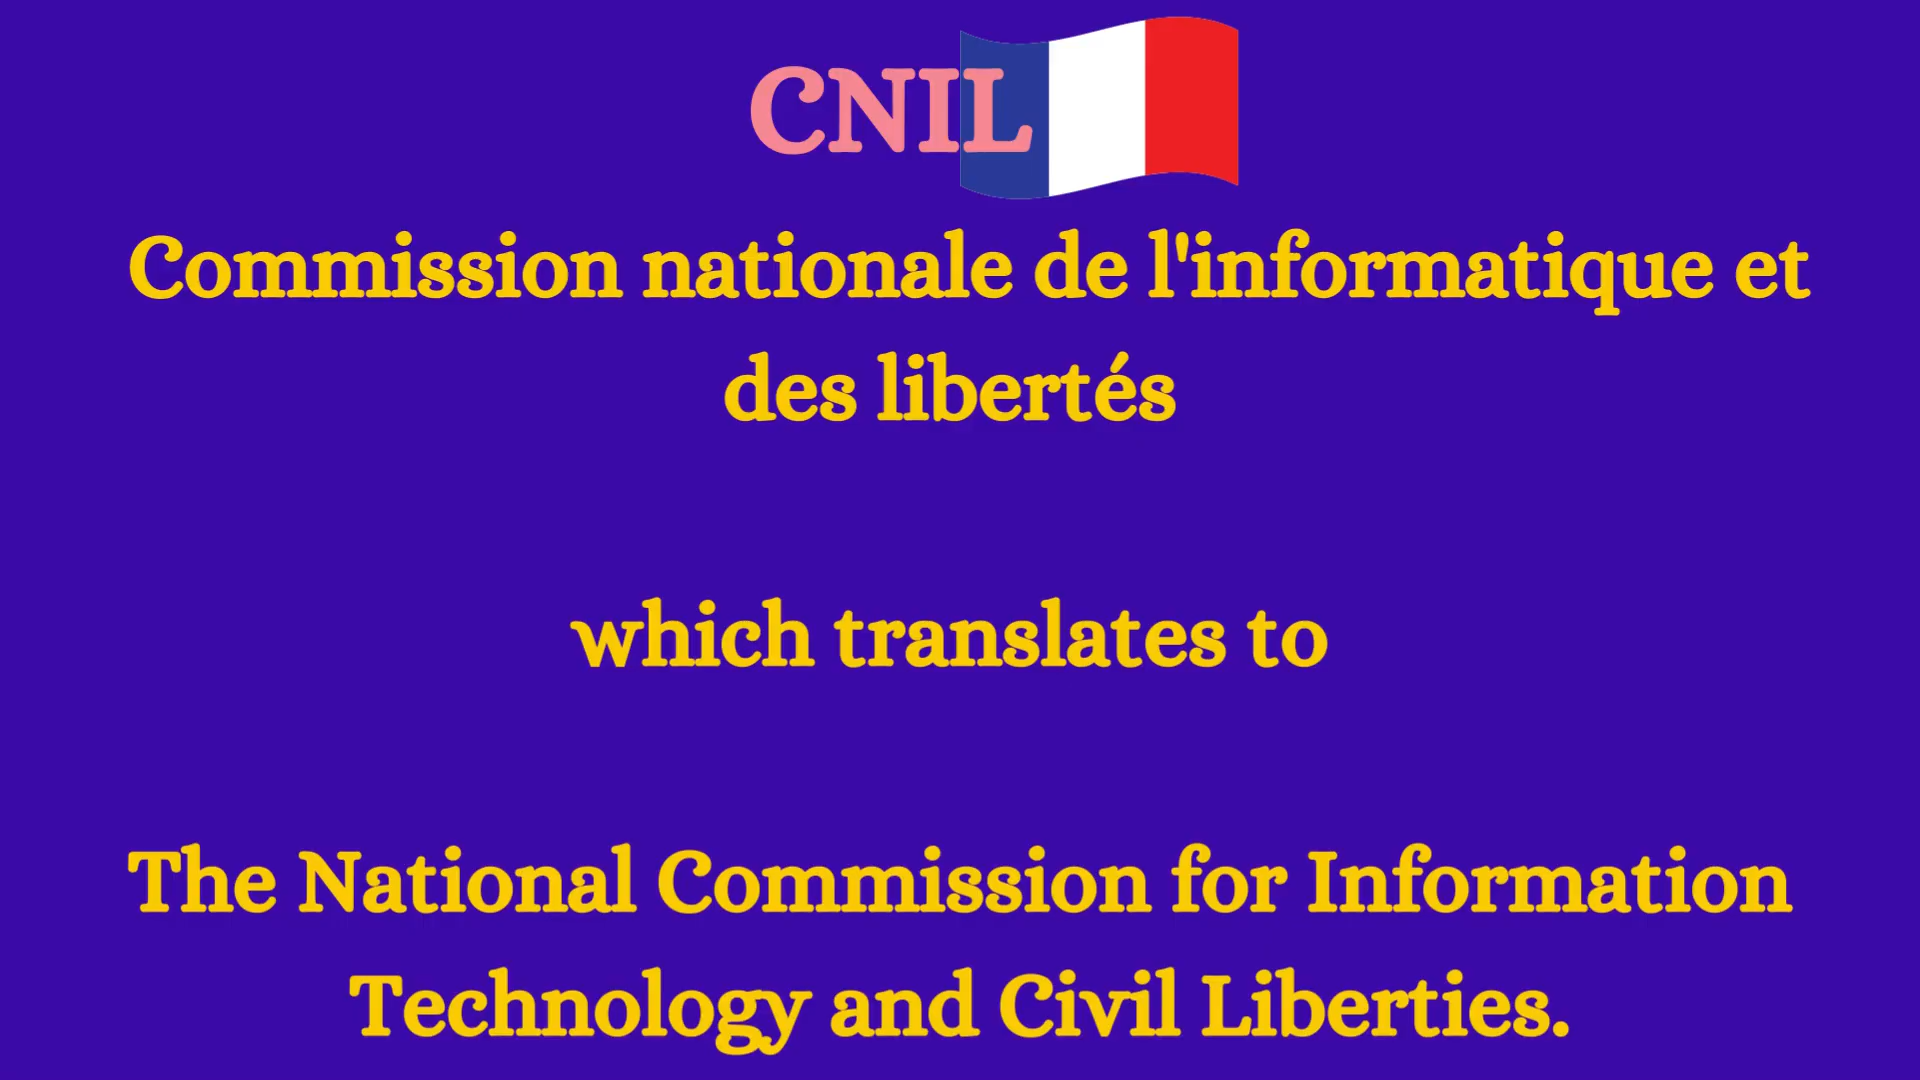 CNIL
Commission nationale de l'informatique et
des libertés
which translates to
The National Commission for Information
Technology and Civil Liberties.